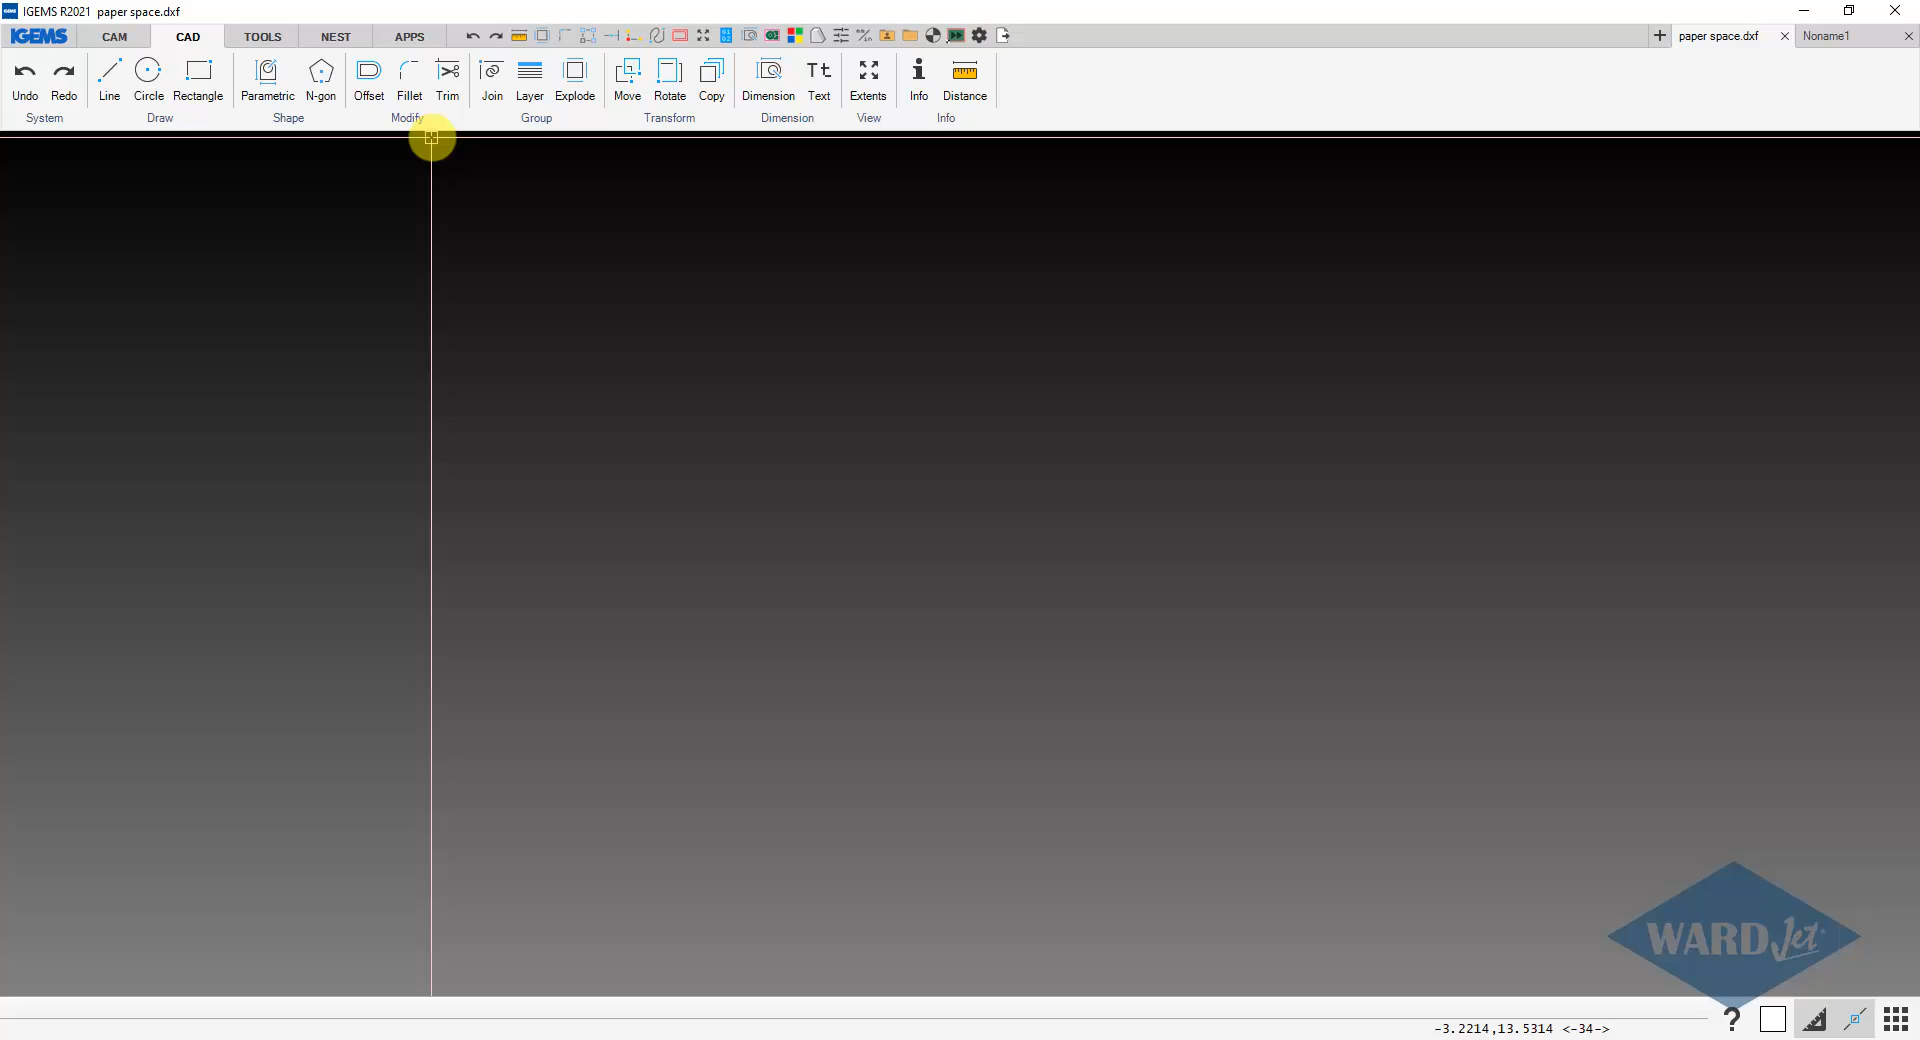 IGEMS R2021 paper space.dxf
IGEMS CAM CAD TOOLS NEST APPS paper space.dxf Noname1
Undo Redo Line Circle Rectangle Parametric N-gon Offset Fillet Trim Join Layer Explode Move Rotate Copy Dimension Text Extents Info Distance
System Draw Shape Modify Group Transform Dimension View Info
WARDJet
-3.2214,13.5314 <-34->